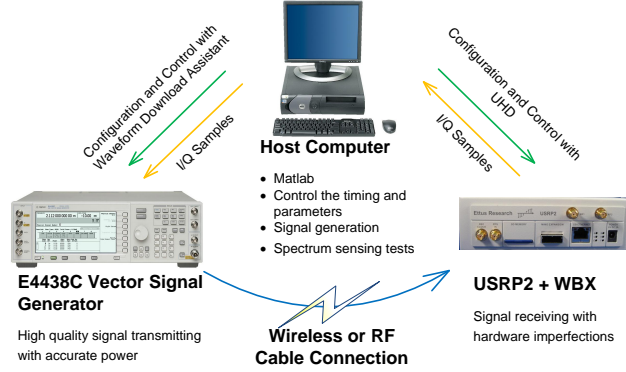 Configuration and Control with
Waveform Download Assistant
I/Q Samples
Configuration and Control with
UHD
I/Q Samples
Host Computer
• Matlab
• Control the timing and
parameters
• Signal generation
• Spectrum sensing tests
Ettus Research
USRP2
E4438C Vector Signal
Generator
High quality signal transmitting
with accurate power
Wireless or RF
Cable Connection
USRP2 + WBX
Signal receiving with
hardware imperfections